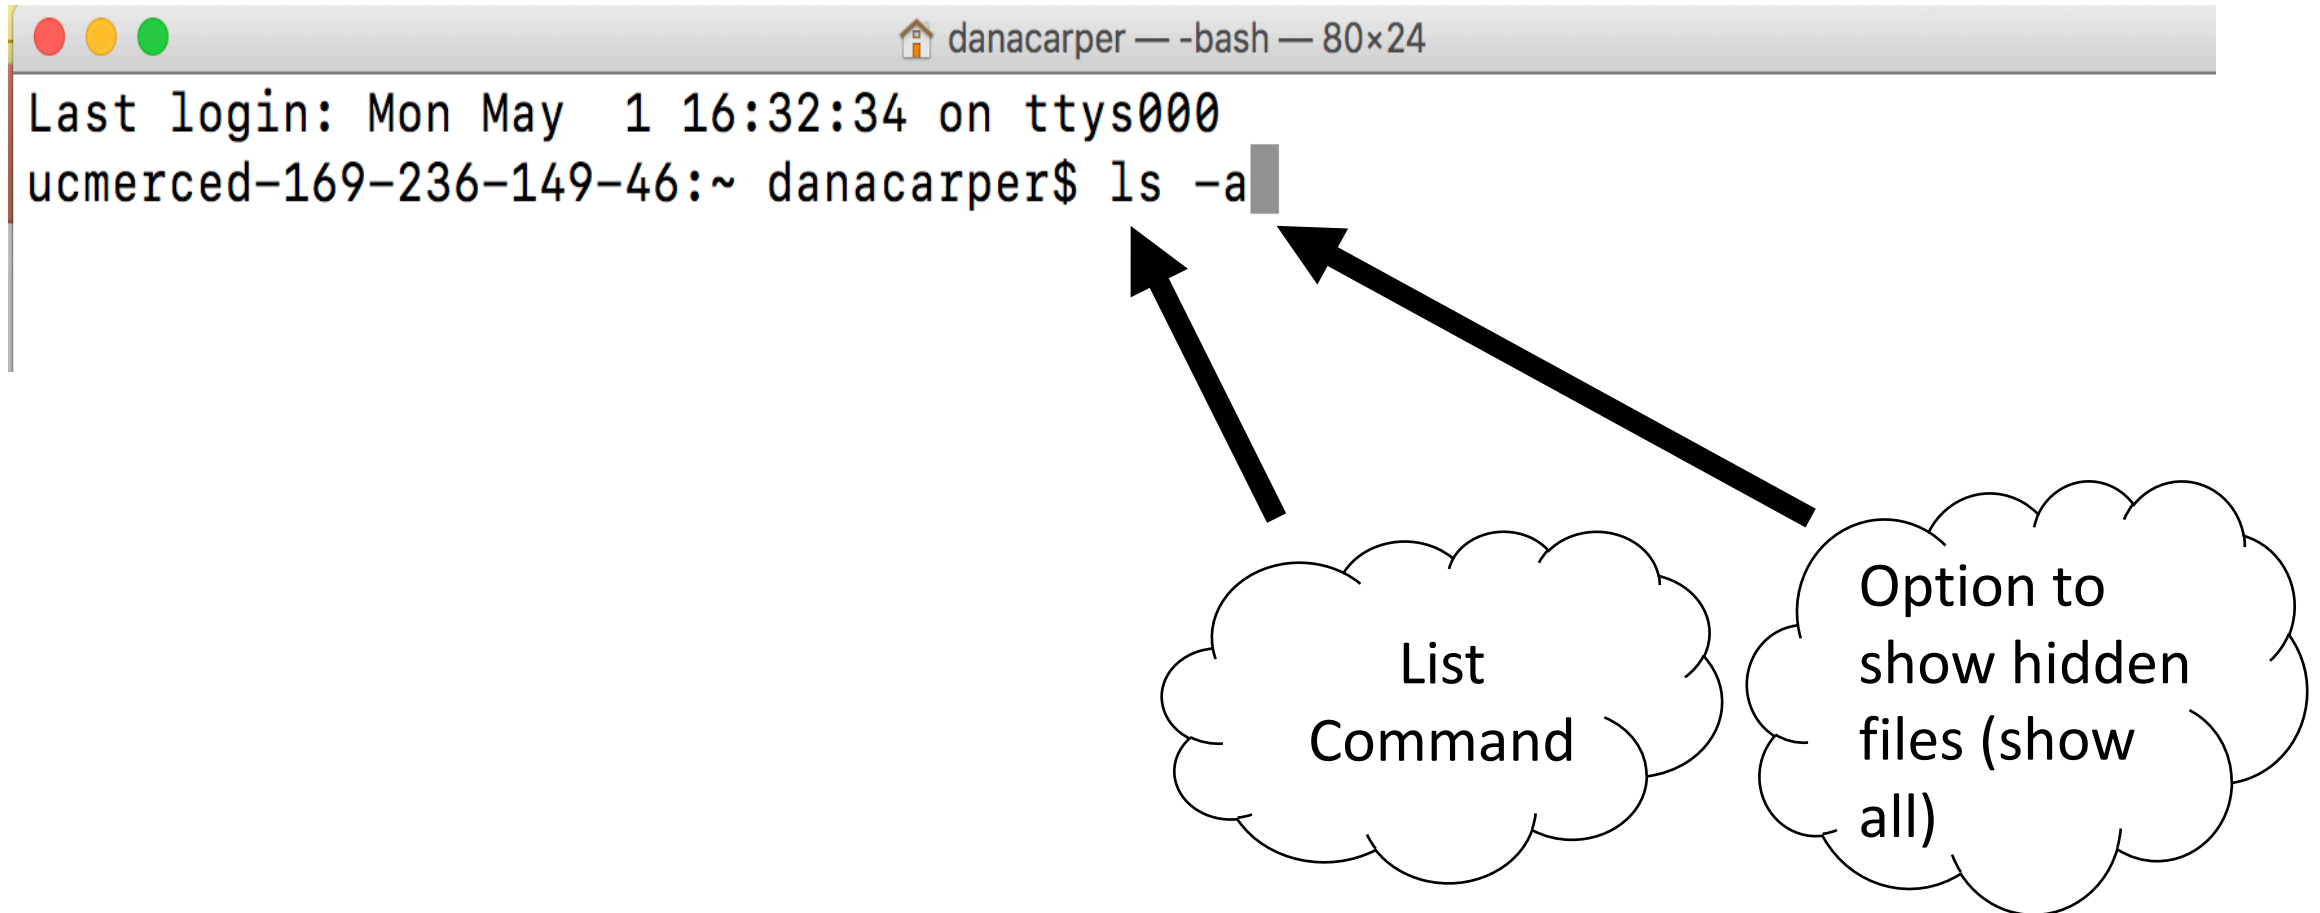 danacarper — -bash — 80×24
Last login: Mon May  1 16:32:34 on ttys000
ucmerced-169-236-149-46:~ danacarper$ ls -a
List
Command
Option to
show hidden
files (show
all)